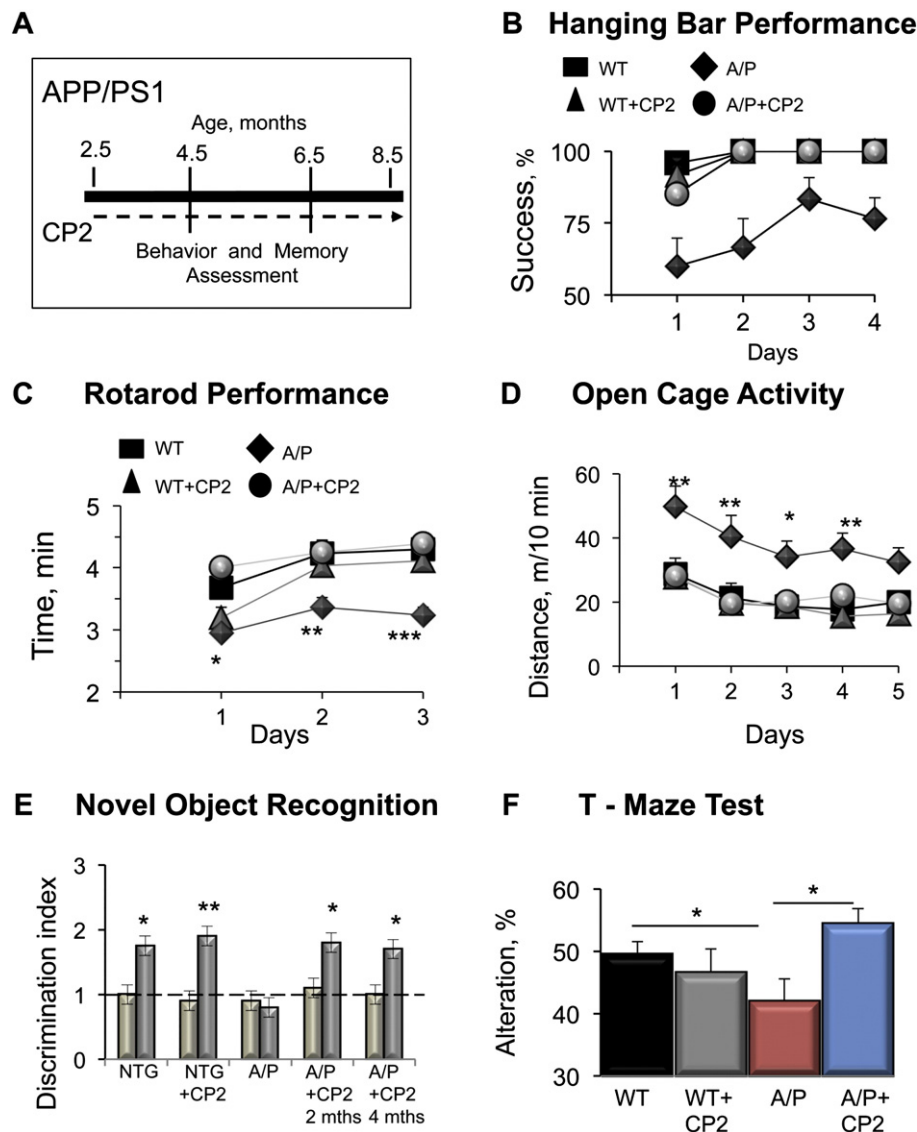 A
APP/PS1
Age, months
2.5 4.5 6.5 8.5
CP2
Behavior and Memory
Assessment
B Hanging Bar Performance
WT A/P
WT+CP2 A/P+CP2
Success, %
100
75
50
1 2 3 4
Days
C Rotarod Performance
WT A/P
WT+CP2 A/P+CP2
Time, min
5
4
3
2
* ** ***
1 2 3
Days
D Open Cage Activity
Distance, m/10 min
60
40
20
0
** ** * **
1 2 3 4 5
Days
E Novel Object Recognition
Discrimination index
3
2
1
0
* ** * *
NTG NTG A/P A/P A/P
+CP2 +CP2 +CP2
2 mths 4 mths
F T - Maze Test
Alteration, %
60
50
40
30
* *
WT WT+ A/P A/P+
CP2 CP2